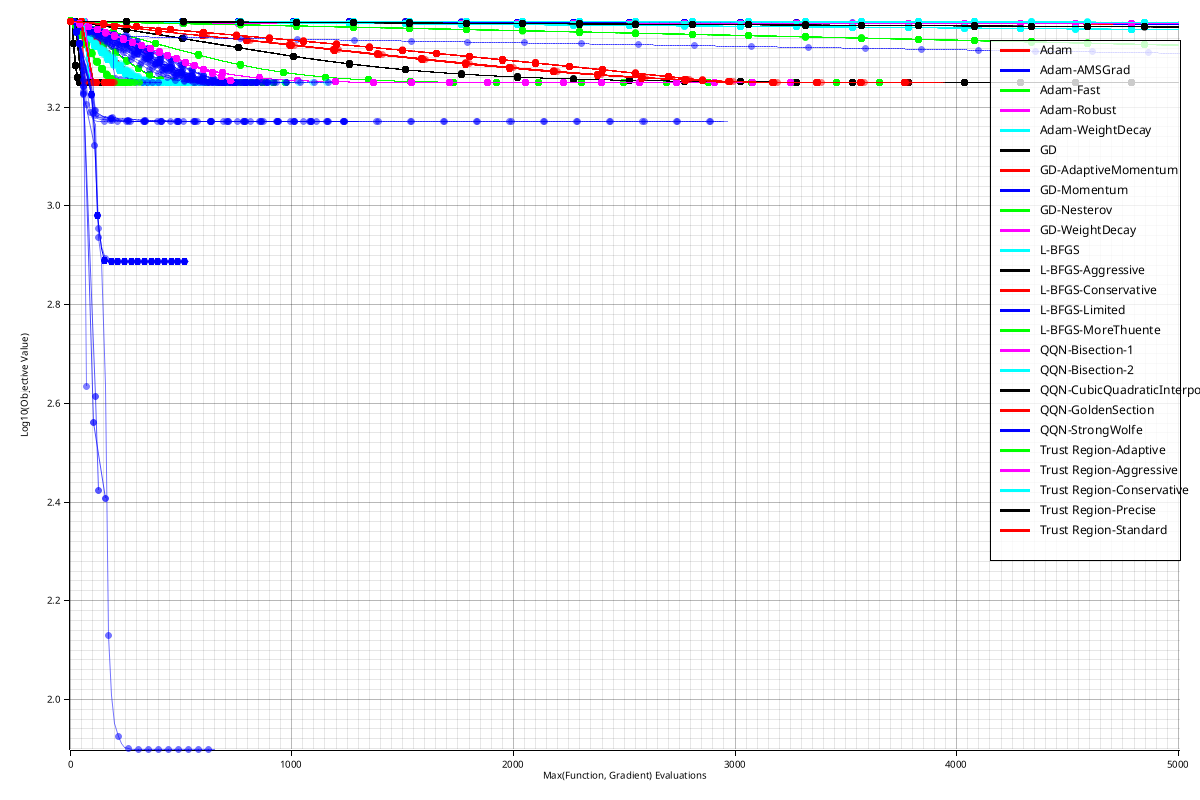 3.2
3.0
2.8
2.6
2.4
2.2
2.0
Log10(Objective Value)
0
1000
2000
3000
4000
5000
Max(Function, Gradient) Evaluations
Adam
Adam-AMSGrad
Adam-Fast
Adam-Robust
Adam-WeightDecay
GD
GD-AdaptiveMomentum
GD-Momentum
GD-Nesterov
GD-WeightDecay
L-BFGS
L-BFGS-Aggressive
L-BFGS-Conservative
L-BFGS-Limited
L-BFGS-MoreThuente
QQN-Bisection-1
QQN-Bisection-2
QQN-CubicQuadraticInterpo
QQN-GoldenSection
QQN-StrongWolfe
Trust Region-Adaptive
Trust Region-Aggressive
Trust Region-Conservative
Trust Region-Precise
Trust Region-Standard